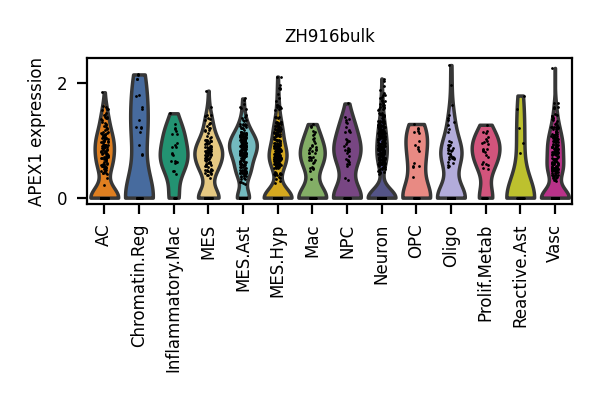 ZH916bulk
APEX1 expression
2
0
AC
Chromatin.Reg
Inflammatory.Mac
MES
MES.Ast
MES.Hyp
Mac
NPC
Neuron
OPC
Oligo
Prolif.Metab
Reactive.Ast
Vasc